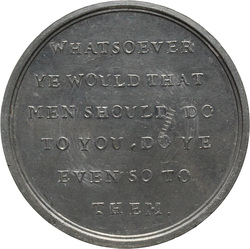 WHATSOEVER
YE WOULD THAT
MEN SHOULD DO
TO YOU, DO YE
EVEN SO TO
THEM.